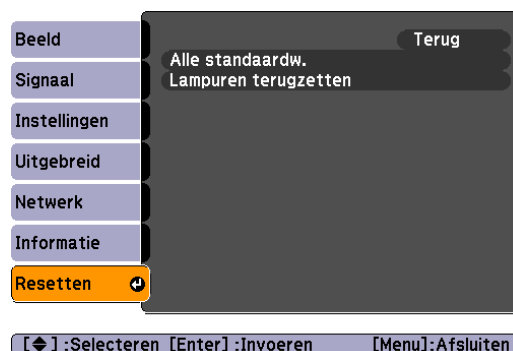 Beeld
Signaal
Instellingen
Uitgebreid
Netwerk
Informatie
Resetten
Terug
Alle standaardw.
Lampuren terugzetten
[◆]:Selecteren [Enter]:Invoeren [Menu]:Afsluiten